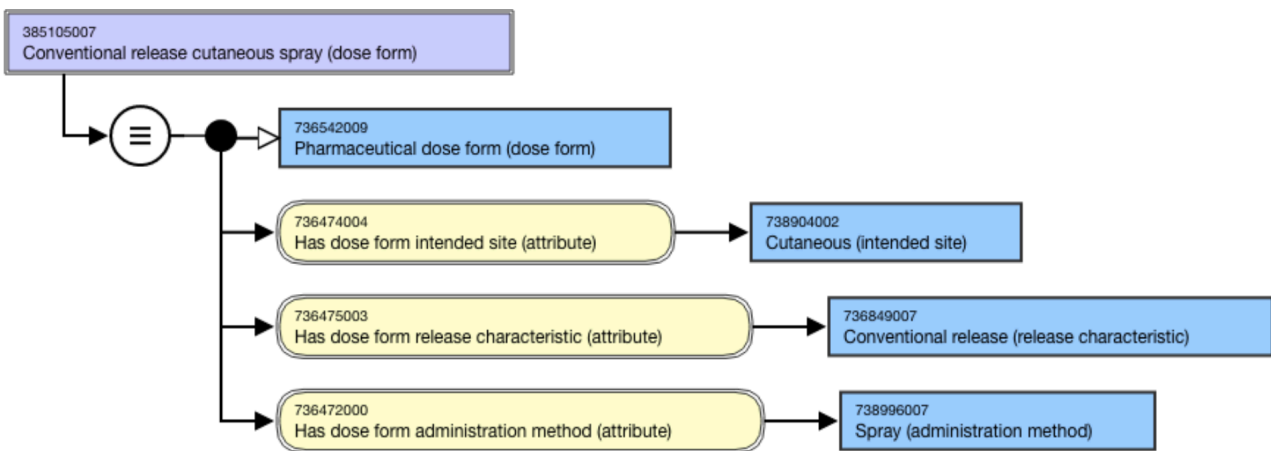 385105007
Conventional release cutaneous spray (dose form)
736542009
Pharmaceutical dose form (dose form)
736474004
Has dose form intended site (attribute)
738904002
Cutaneous (intended site)
736475003
Has dose form release characteristic (attribute)
736849007
Conventional release (release characteristic)
736472000
Has dose form administration method (attribute)
738996007
Spray (administration method)